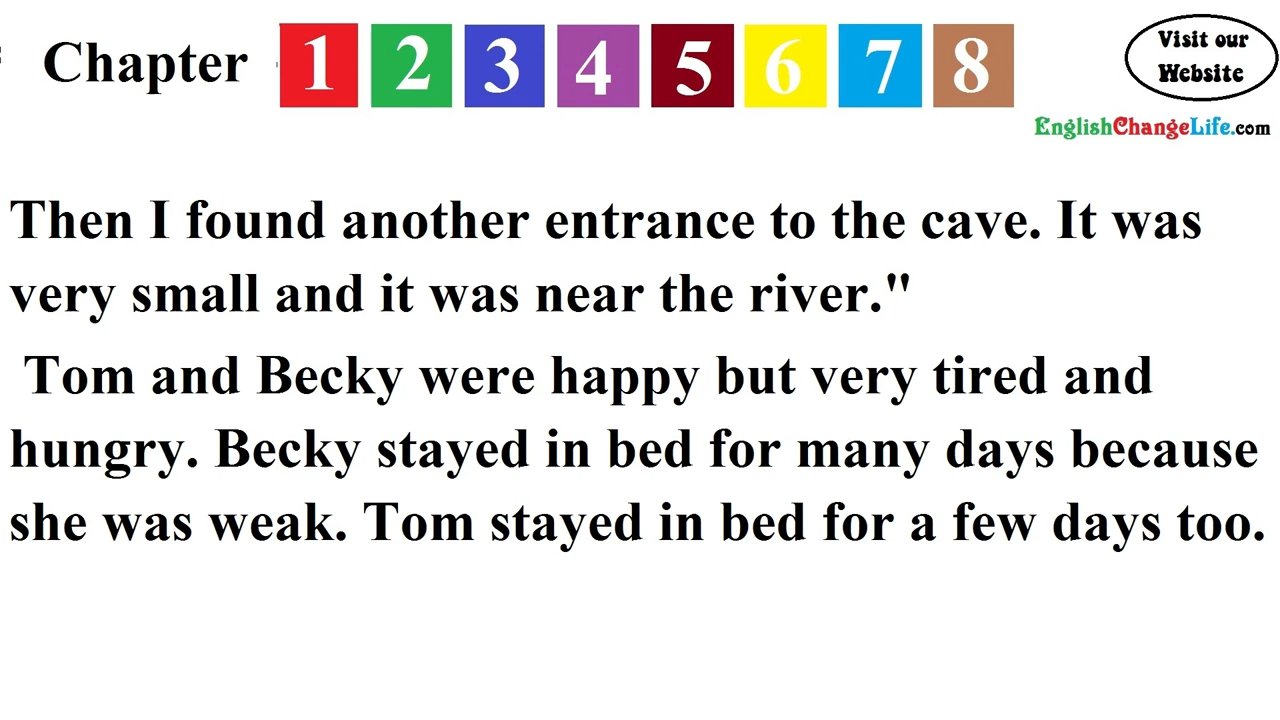 Chapter 1 2 3 4 5 6 7 8
Visit our
Website
EnglishChangeLife.com
Then I found another entrance to the cave. It was
very small and it was near the river."
Tom and Becky were happy but very tired and
hungry. Becky stayed in bed for many days because
she was weak. Tom stayed in bed for a few days too.